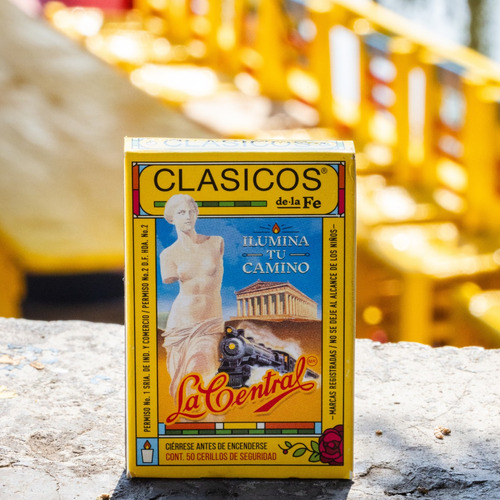 CLASICOS®
de·la Fe
ILUMINA
TU
CAMINO
La Central
PERMISO No. 1 SRIA. DE IND. Y COMERCIO / PERMISO No.2 D.F. HDA. No.2
—MARCAS REGISTRADAS / NO SE DEJE AL ALCANCE DE LOS NIÑOS—
CIÉRRESE ANTES DE ENCENDERSE
CONT. 50 CERILLOS DE SEGURIDAD